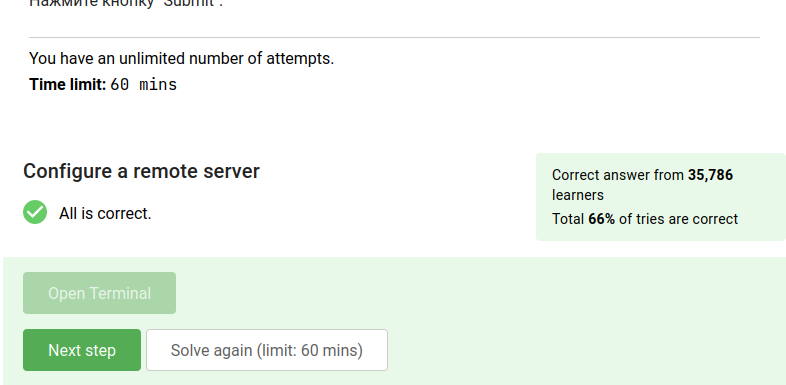 Нажмите кнопку "Submit".
You have an unlimited number of attempts.
Time limit: 60 mins
Configure a remote server
All is correct.
Correct answer from 35,786
learners
Total 66% of tries are correct
Open Terminal
Next step
Solve again (limit: 60 mins)